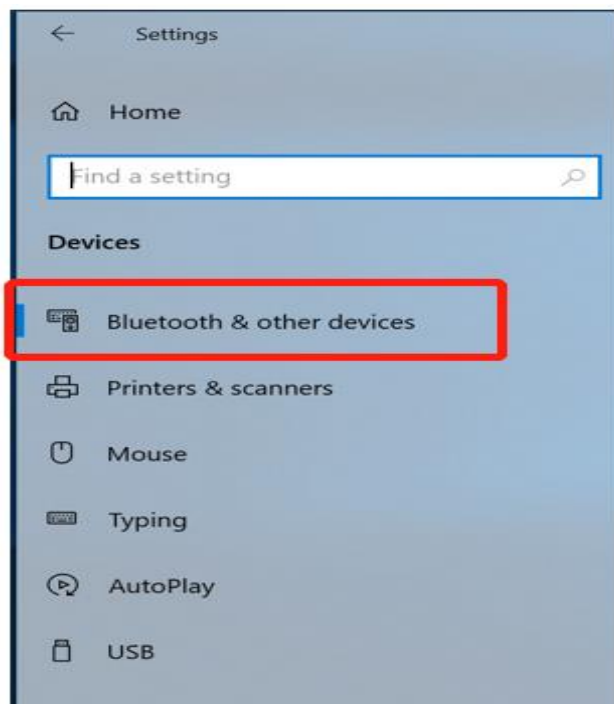 Settings
Home
Find a setting
Devices
Bluetooth & other devices
Printers & scanners
Mouse
Typing
AutoPlay
USB